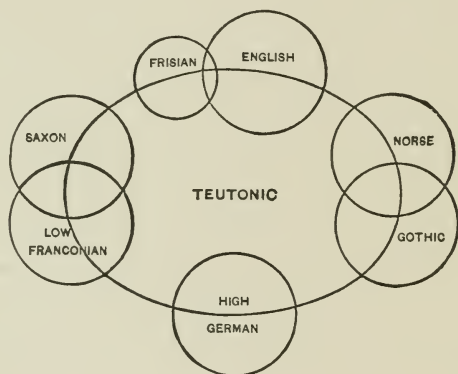 FRISIAN
ENGLISH
SAXON
NORSE
TEUTONIC
LOW
FRANCONIAN
GOTHIC
HIGH
GERMAN